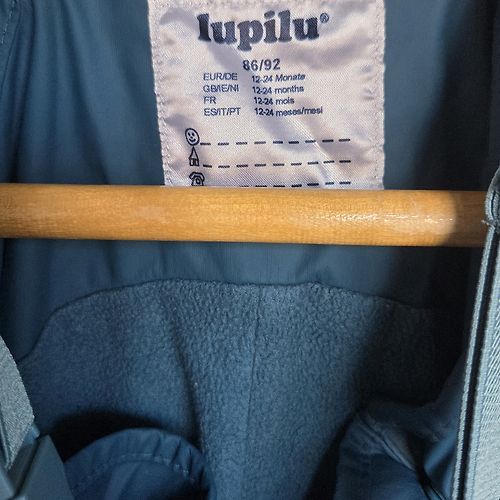 lupilu®
86/92
EUR/DE 12-24 Monate
GB/IE/NI 12-24 months
FR 12-24 mois
ES/IT/PT 12-24 meses/mesi